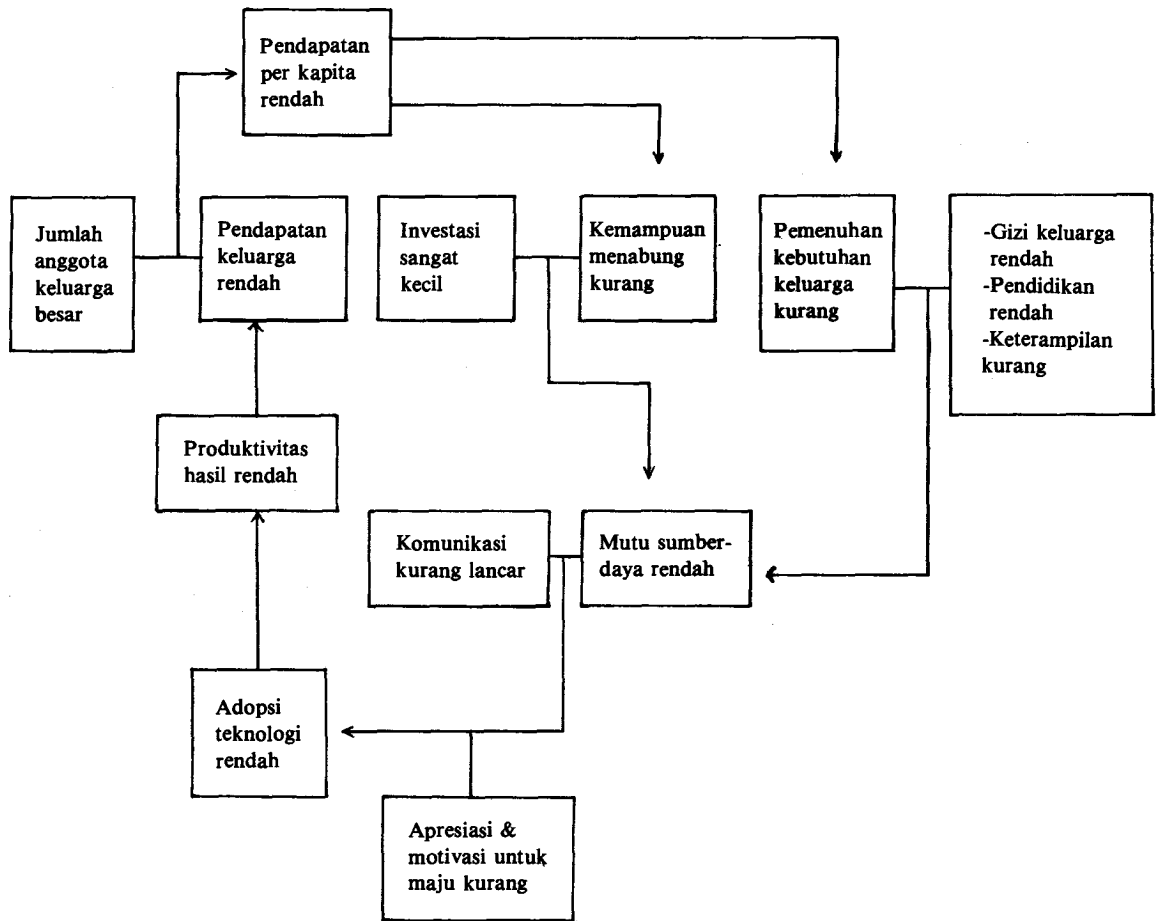 Pendapatan
per kapita
rendah
Jumlah
anggota
keluarga
besar
Pendapatan
keluarga
rendah
Investasi
sangat
kecil
Kemampuan
menabung
kurang
Pemenuhan
kebutuhan
keluarga
kurang
-Gizi keluarga
rendah
-Pendidikan
rendah
-Keterampilan
kurang
Produktivitas
hasil rendah
Komunikasi
kurang lancar
Mutu sumber-
daya rendah
Adopsi
teknologi
rendah
Apresiasi &
motivasi untuk
maju kurang